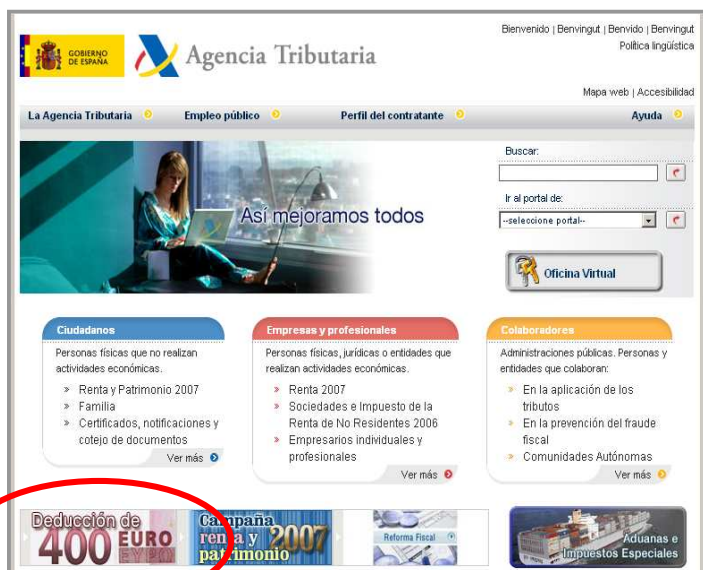 Bienvenido | Benvingut | Benvido | Benvingut
Política lingüística
GOBIERNO
DE ESPAÑA
Agencia Tributaria
Mapa web | Accesibilidad
La Agencia Tributaria
Empleo público
Perfil del contratante
Ayuda
Buscar:
Así mejoramos todos
Ir al portal de:
--seleccione portal--
Oficina Virtual
Ciudadanos
Personas físicas que no realizan
actividades económicas.
» Renta y Patrimonio 2007
» Familia
» Certificados, notificaciones y
cotejo de documentos
Ver más
Empresas y profesionales
Personas físicas, jurídicas o entidades que
realizan actividades económicas.
» Renta 2007
» Sociedades e Impuesto de la
Renta de No Residentes 2006
» Empresarios individuales y
profesionales
Ver más
Colaboradores
Administraciones públicas. Personas y
entidades que colaboran:
» En la aplicación de los
tributos
» En la prevención del fraude
fiscal
» Comunidades Autónomas
Ver más
Deducción de
400 EURO
EYPO
Campaña
renta y 2007
patrimonio
Reforma Fiscal
Aduanas e
Impuestos Especiales